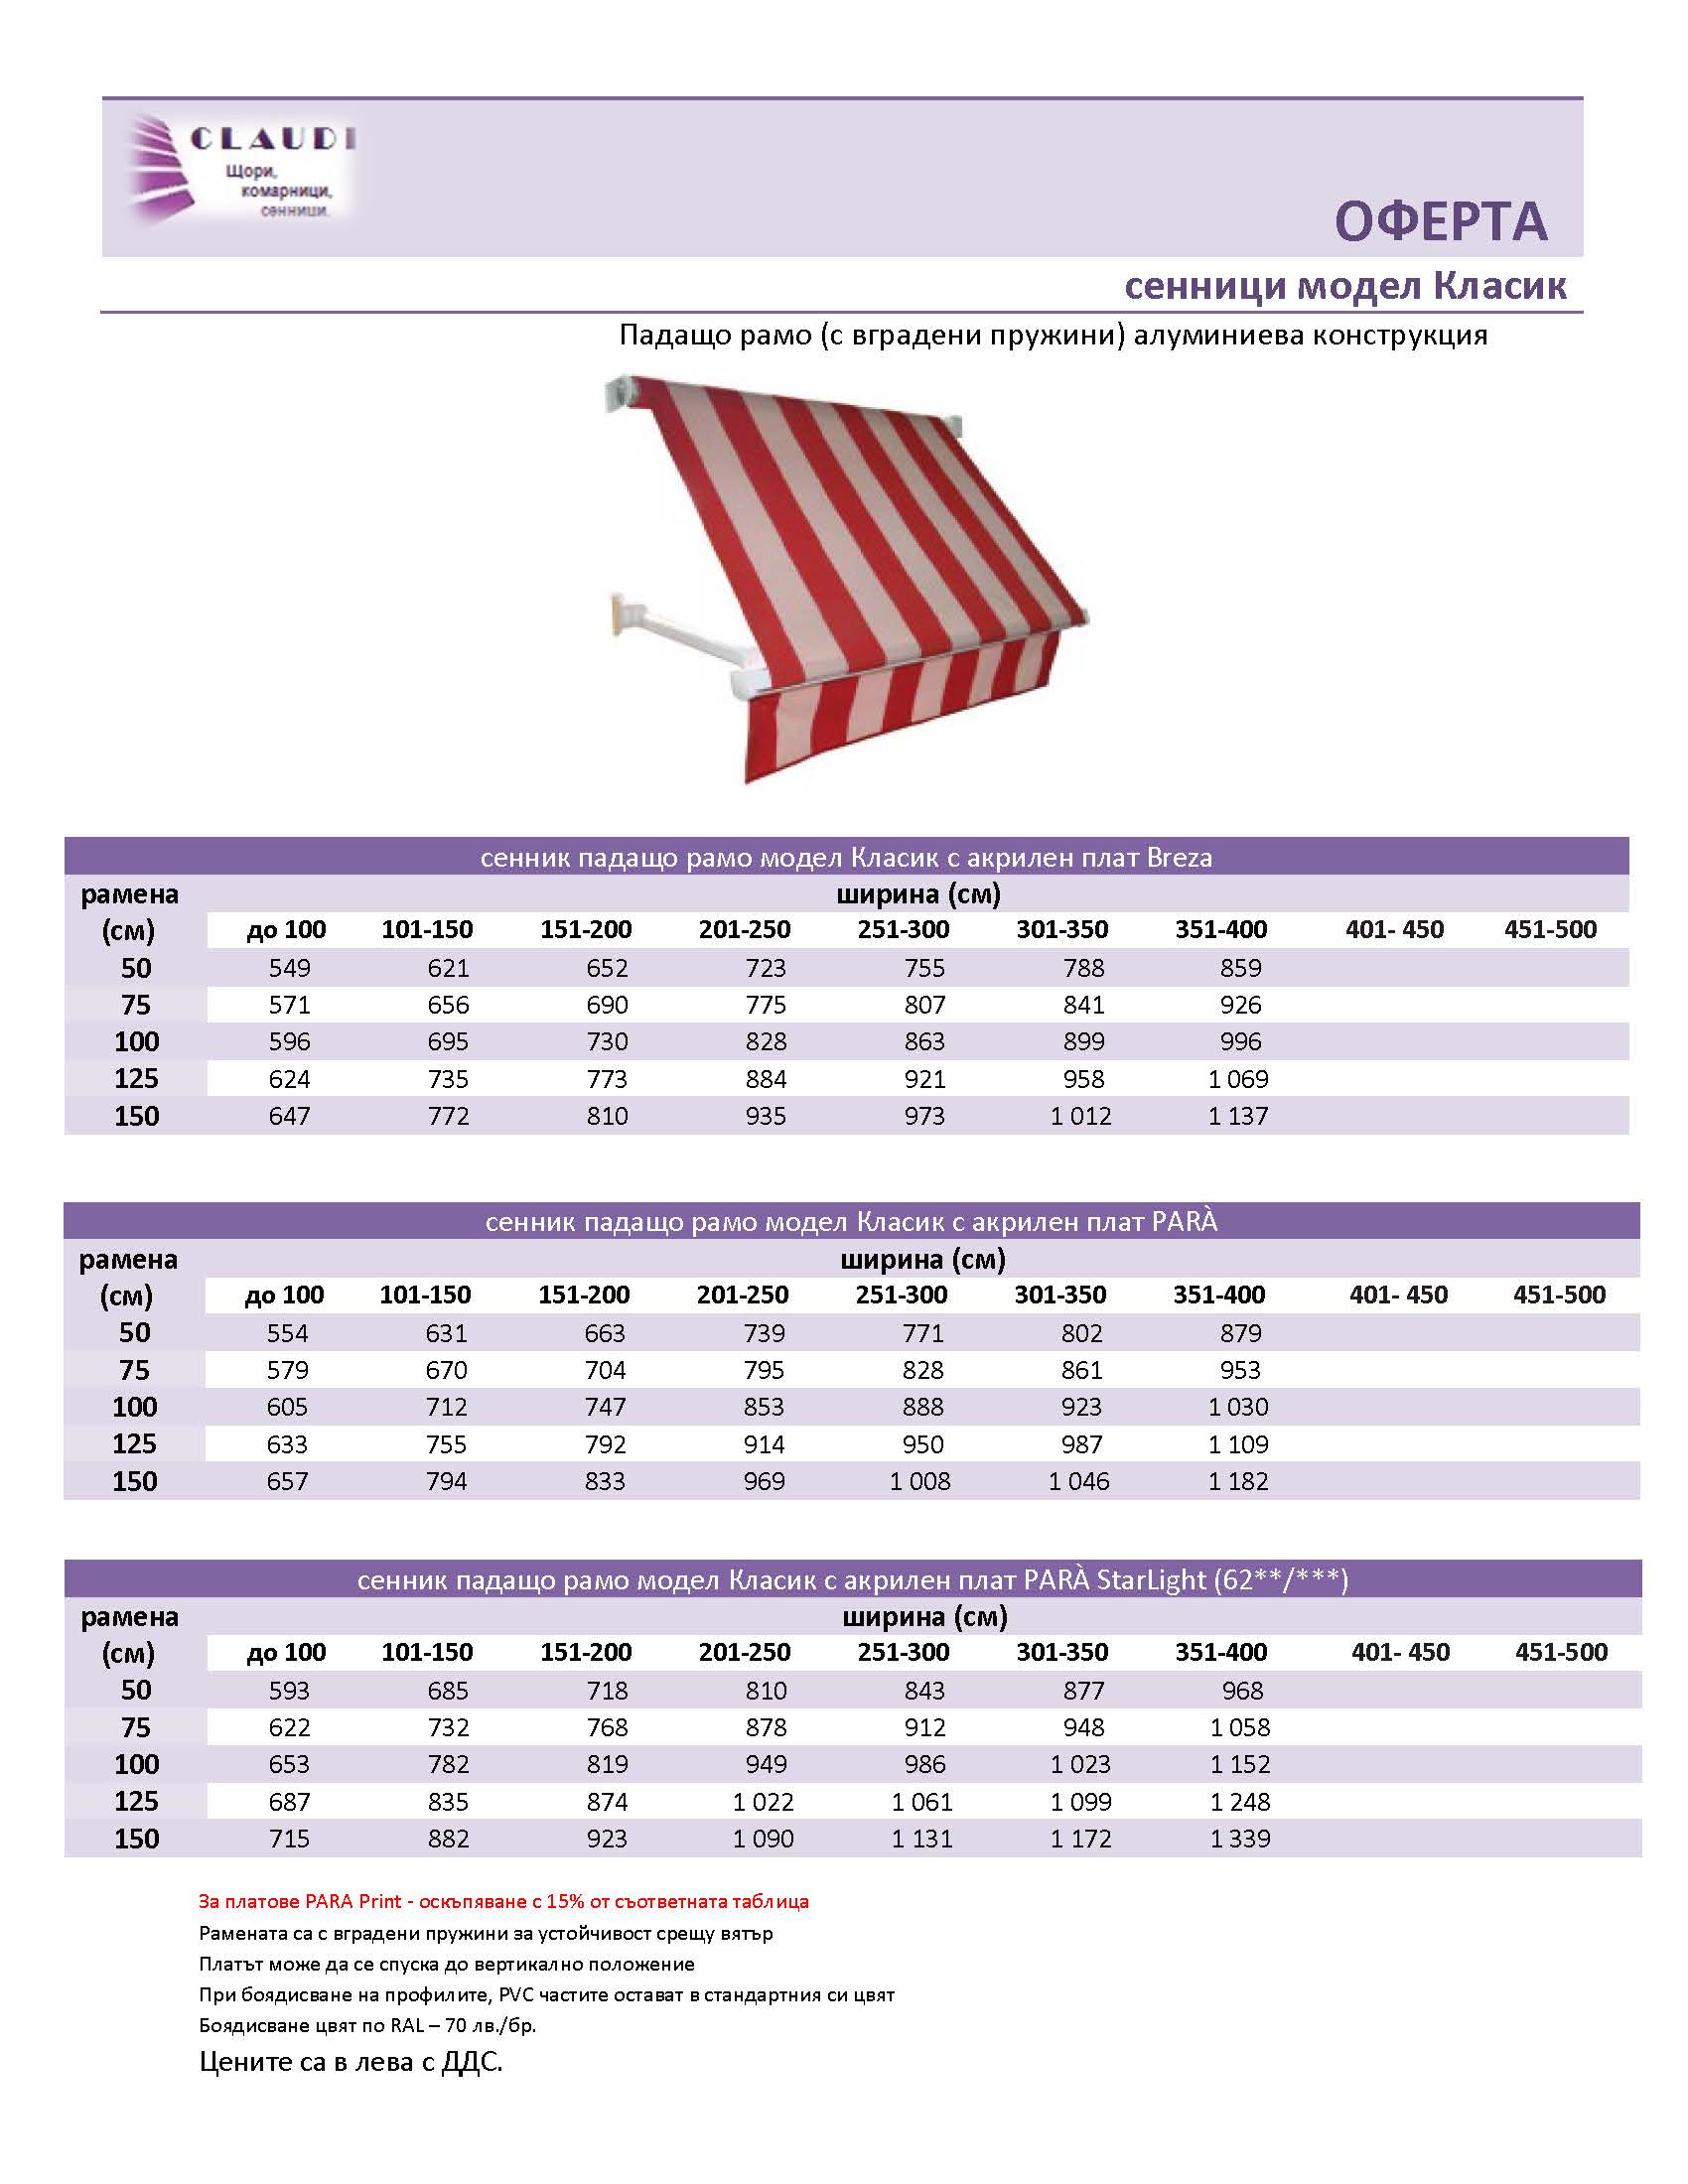 CLAUDI
Щори,
комарници,
сенници.
ОФЕРТА
сенници модел Класик
Падащо рамо (с вградени пружини) алуминиева конструкция
сенник падащо рамо модел Класик с акрилен плат Breza
рамена ширина (см)
(см) до 100 101-150 151-200 201-250 251-300 301-350 351-400 401- 450 451-500
50 549 621 652 723 755 788 859
75 571 656 690 775 807 841 926
100 596 695 730 828 863 899 996
125 624 735 773 884 921 958 1 069
150 647 772 810 935 973 1 012 1 137
сенник падащо рамо модел Класик с акрилен плат PARÀ
рамена ширина (см)
(см) до 100 101-150 151-200 201-250 251-300 301-350 351-400 401- 450 451-500
50 554 631 663 739 771 802 879
75 579 670 704 795 828 861 953
100 605 712 747 853 888 923 1 030
125 633 755 792 914 950 987 1 109
150 657 794 833 969 1 008 1 046 1 182
сенник падащо рамо модел Класик с акрилен плат PARÀ StarLight (62**/***)
рамена ширина (см)
(см) до 100 101-150 151-200 201-250 251-300 301-350 351-400 401- 450 451-500
50 593 685 718 810 843 877 968
75 622 732 768 878 912 948 1 058
100 653 782 819 949 986 1 023 1 152
125 687 835 874 1 022 1 061 1 099 1 248
150 715 882 923 1 090 1 131 1 172 1 339
За платове PARA Print - оскъпяване с 15% от съответната таблица
Рамената са с вградени пружини за устойчивост срещу вятър
Платът може да се спуска до вертикално положение
При боядисване на профилите, PVC частите остават в стандартния си цвят
Боядисване цвят по RAL – 70 лв./бр.
Цените са в лева с ДДС.